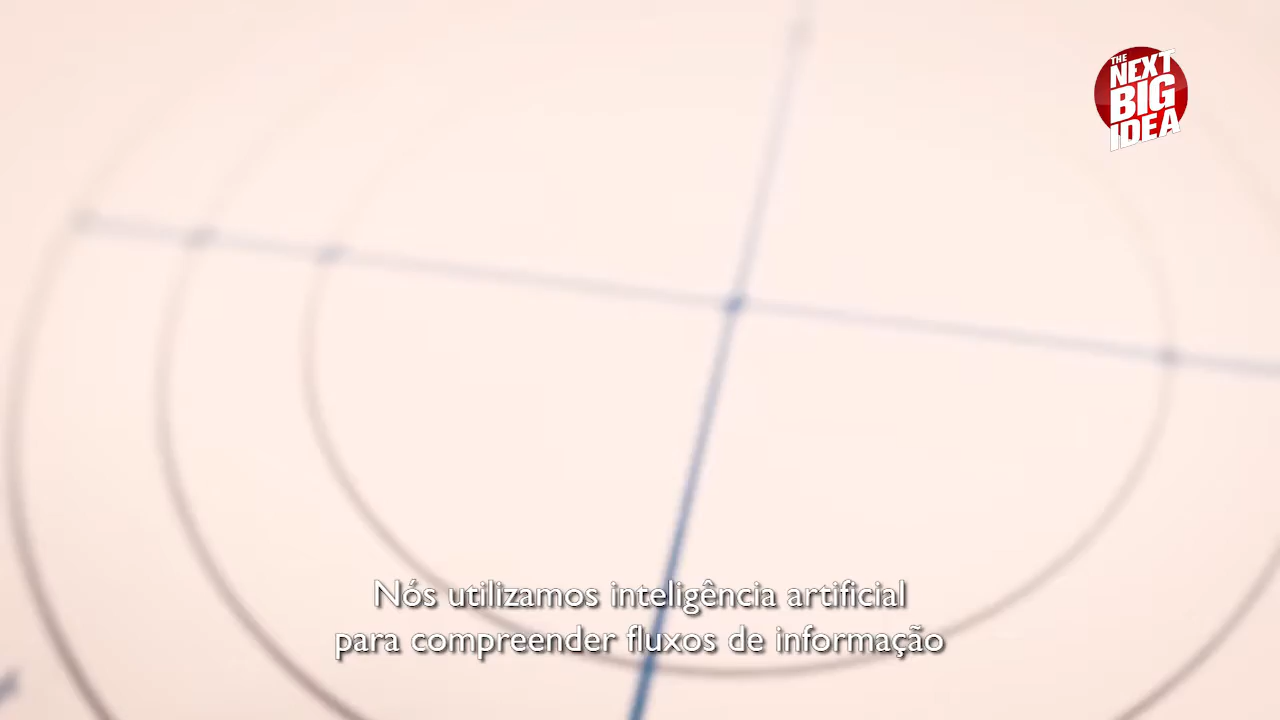 THE
NEXT
BIG
IDEA
Nós utilizamos inteligência artificial
para compreender fluxos de informação